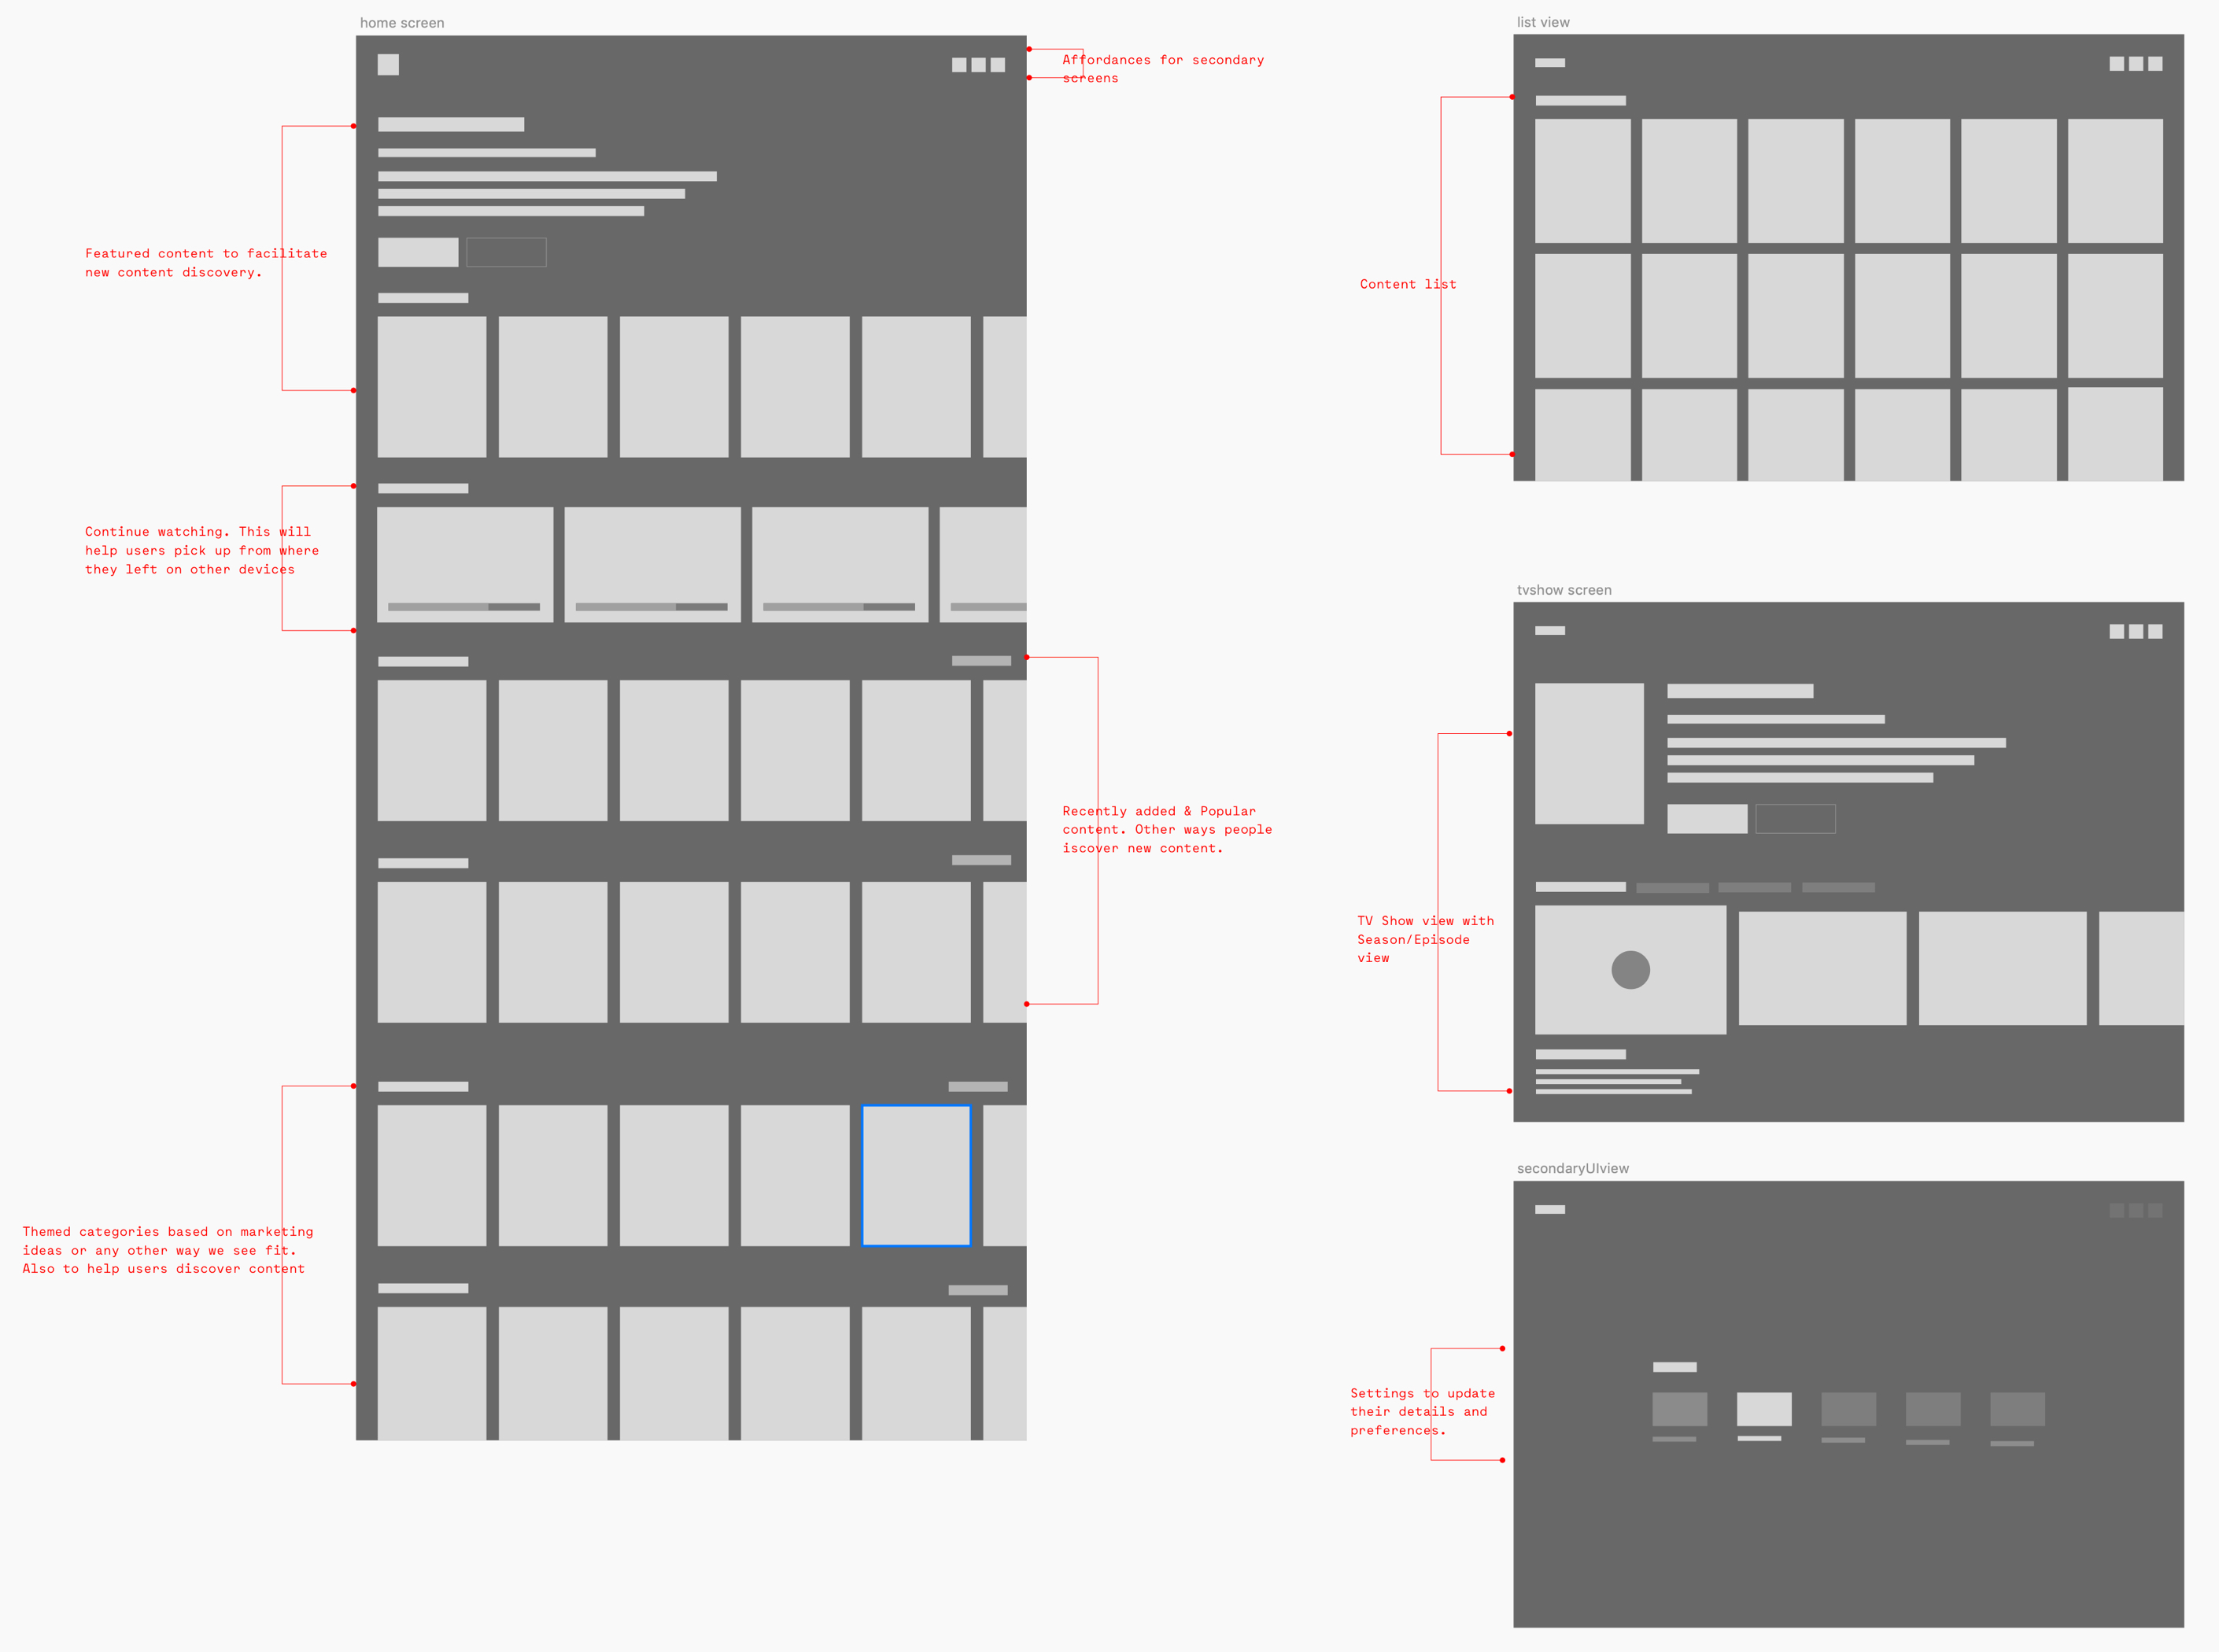 home screen
Affordances for secondary
screens
Featured content to facilitate
new content discovery.
Continue watching. This will
help users pick up from where
they left on other devices
Recently added & Popular
content. Other ways people
iscover new content.
Themed categories based on marketing
ideas or any other way we see fit.
Also to help users discover content
list view
Content list
tvshow screen
TV Show view with
Season/Episode
view
secondaryUIview
Settings to update
their details and
preferences.